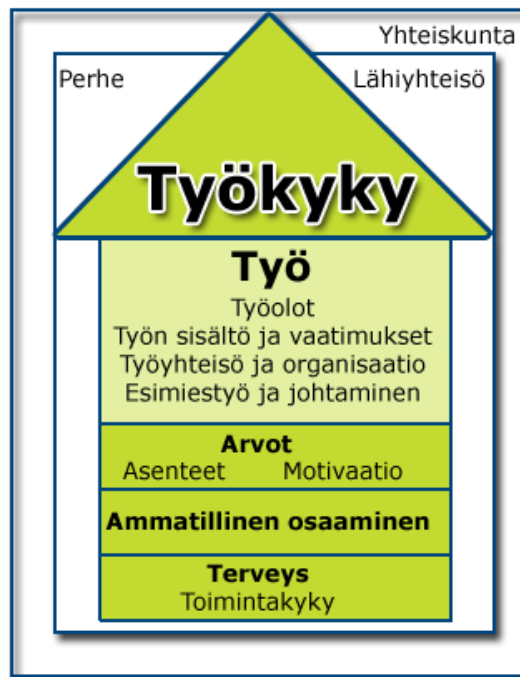 Yhteiskunta
Perhe
Lähiyhteisö
Työkyky
Työ
Työolot
Työn sisältö ja vaatimukset
Työyhteisö ja organisaatio
Esimiestyö ja johtaminen
Arvot
Asenteet Motivaatio
Ammatillinen osaaminen
Terveys
Toimintakyky